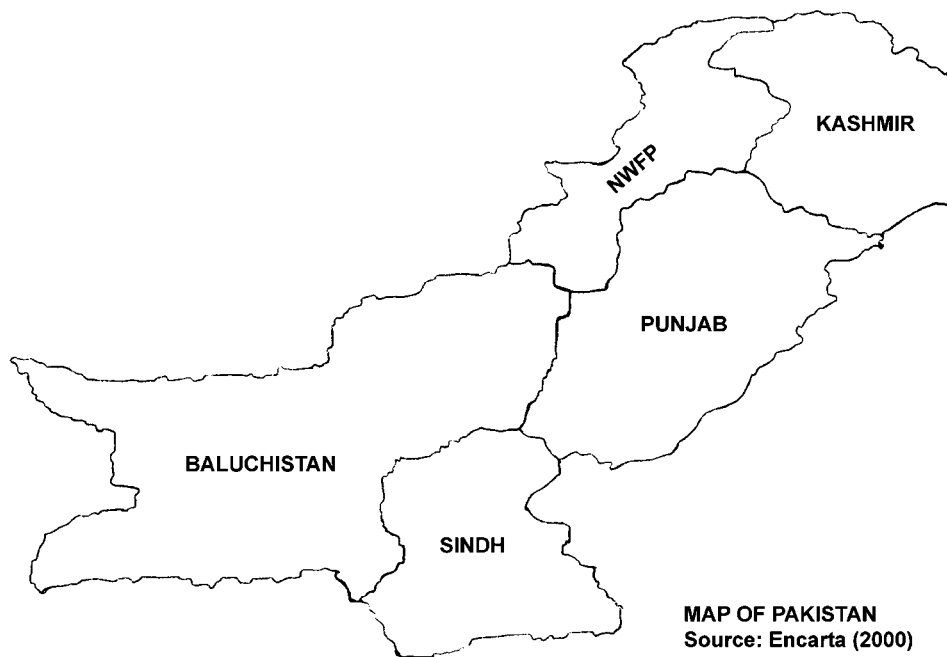 KASHMIR
NWFP
PUNJAB
BALUCHISTAN
SINDH
MAP OF PAKISTAN
Source: Encarta (2000)